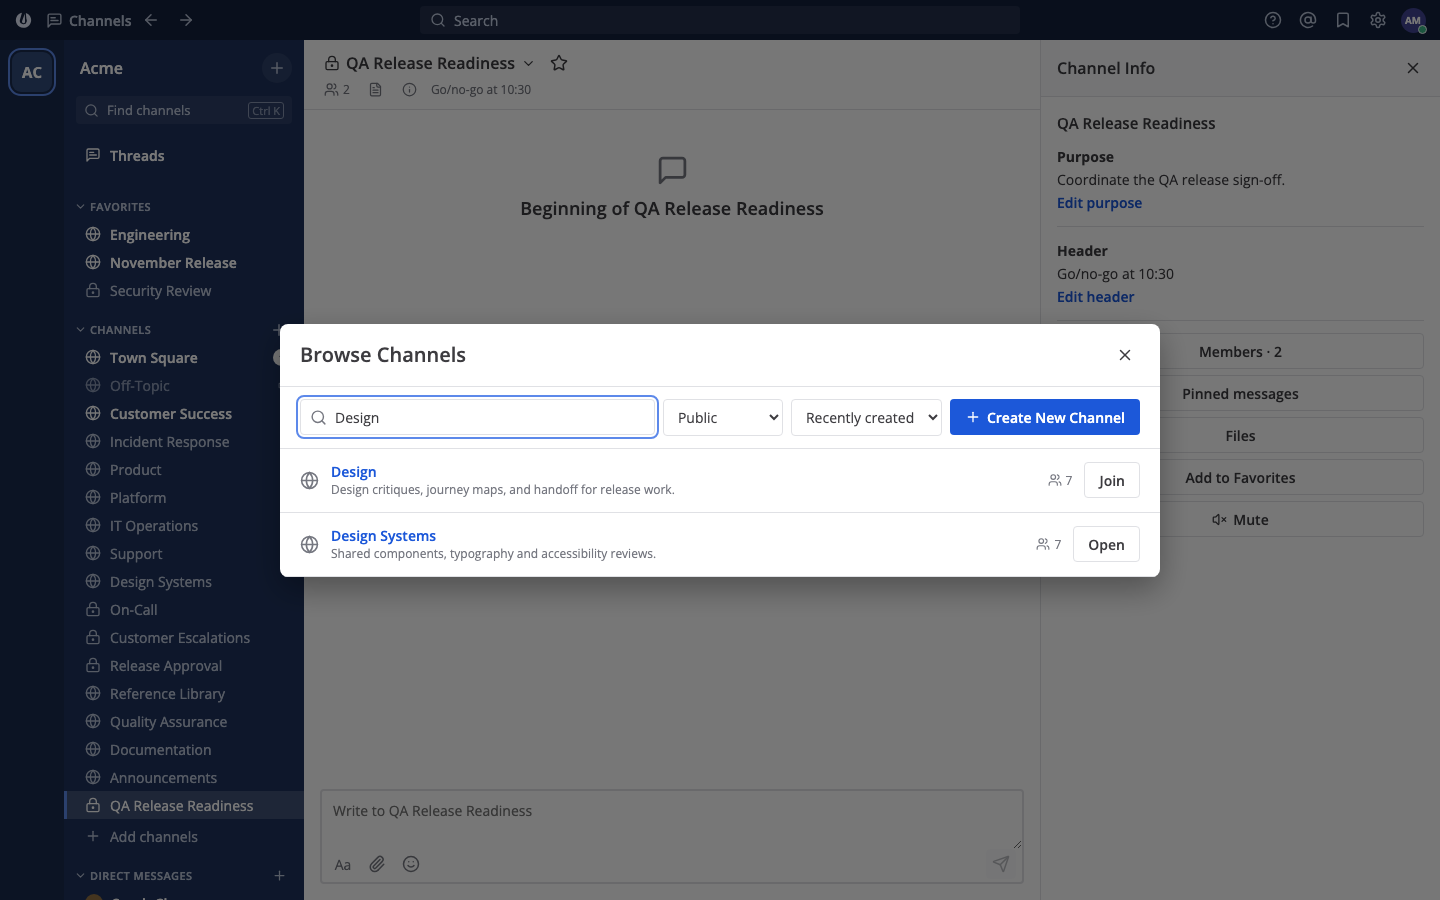 Channels
Search
AM
AC
Acme
Find channels
Ctrl K
Threads
FAVORITES
Engineering
November Release
Security Review
CHANNELS
Town Square
Off-Topic
Customer Success
Incident Response
Product
Platform
IT Operations
Support
Design Systems
On-Call
Customer Escalations
Release Approval
Reference Library
Quality Assurance
Documentation
Announcements
QA Release Readiness
Add channels
DIRECT MESSAGES
QA Release Readiness
2
Go/no-go at 10:30
Beginning of QA Release Readiness
Browse Channels
Design
Public
Recently created
Create New Channel
Design
Design critiques, journey maps, and handoff for release work.
7
Join
Design Systems
Shared components, typography and accessibility reviews.
7
Open
Write to QA Release Readiness
Aa
Channel Info
QA Release Readiness
Purpose
Coordinate the QA release sign-off.
Edit purpose
Header
Go/no-go at 10:30
Edit header
Members · 2
Pinned messages
Files
Add to Favorites
Mute